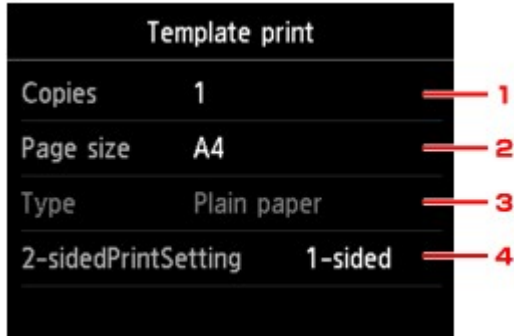 Template print
Copies 1 1
Page size A4 2
Type Plain paper 3
2-sidedPrintSetting 1-sided 4